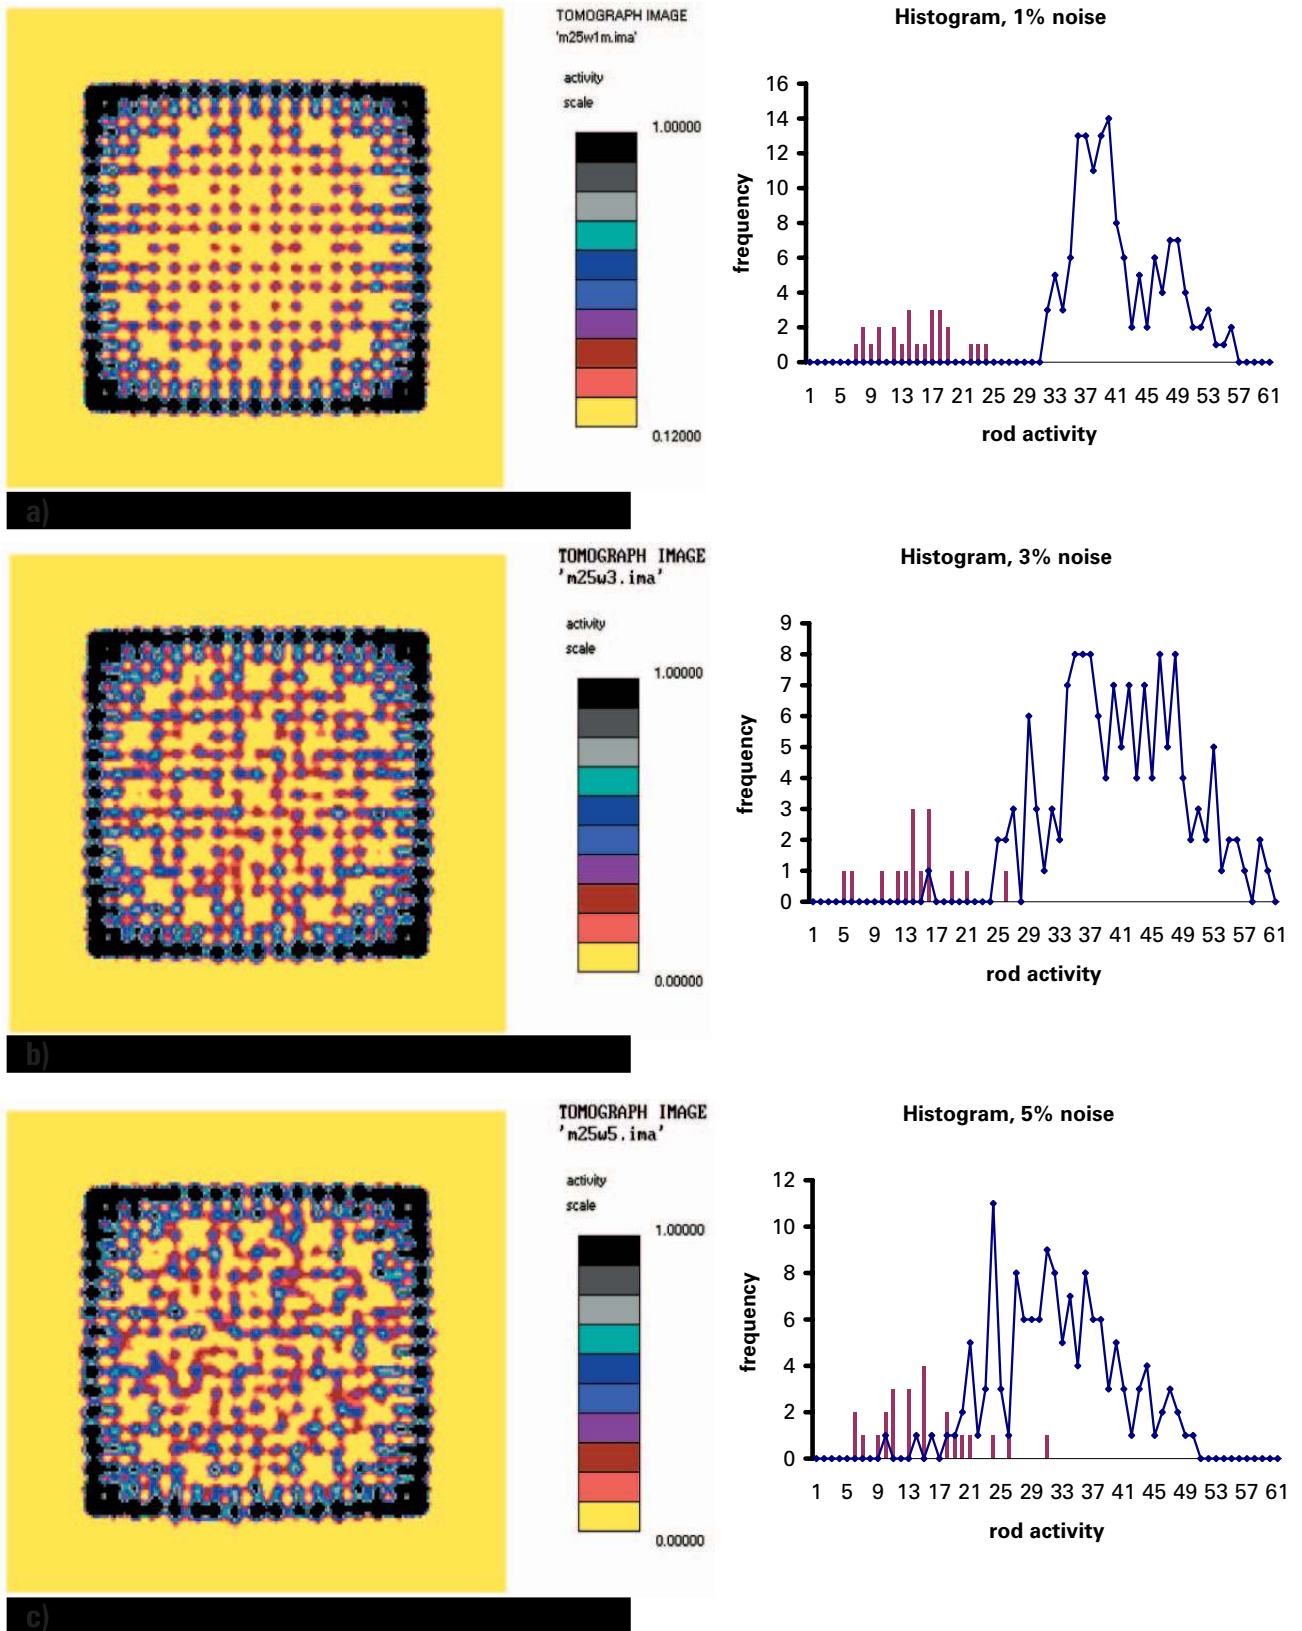 TOMOGRAPH IMAGE
'm25w1m.ima'
activity
scale
1.00000
0.12000
a)
Histogram, 1% noise
frequency
16
14
12
10
8
6
4
2
0
1 5 9 13 17 21 25 29 33 37 41 45 49 53 57 61
rod activity
TOMOGRAPH IMAGE
'm25w3.ima'
activity
scale
1.00000
0.00000
b)
Histogram, 3% noise
frequency
9
8
7
6
5
4
3
2
1
0
1 5 9 13 17 21 25 29 33 37 41 45 49 53 57 61
rod activity
TOMOGRAPH IMAGE
'm25w5.ima'
activity
scale
1.00000
0.00000
c)
Histogram, 5% noise
frequency
12
10
8
6
4
2
0
1 5 9 13 17 21 25 29 33 37 41 45 49 53 57 61
rod activity